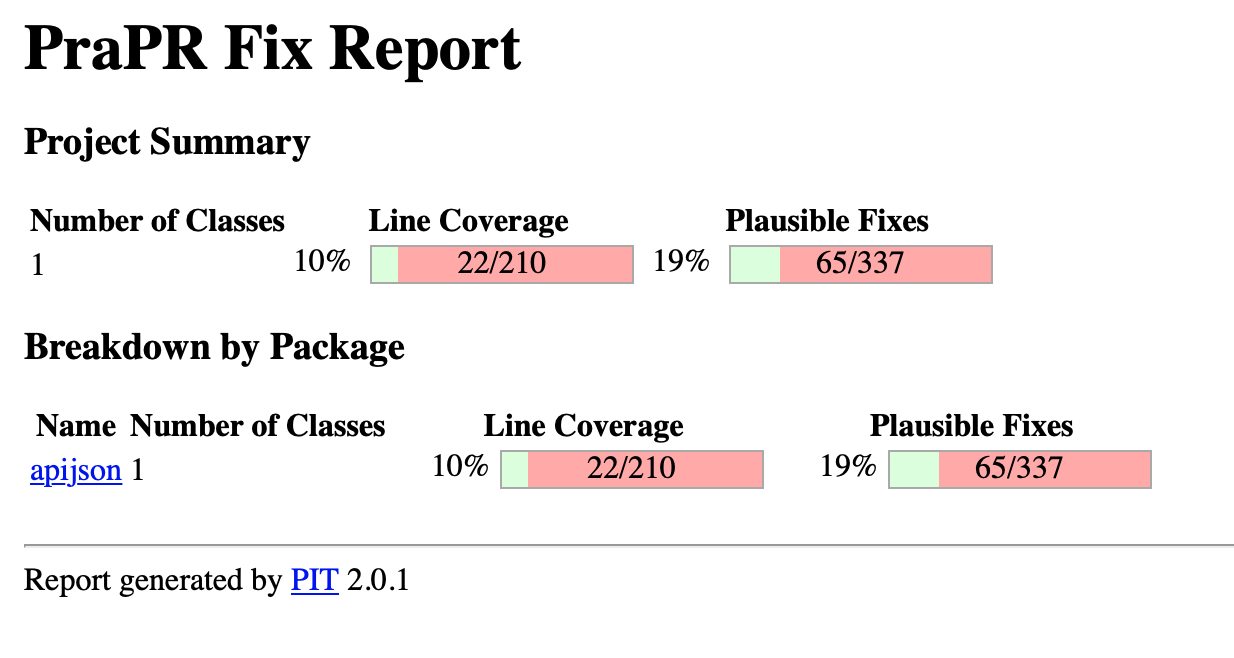 PraPR Fix Report
Project Summary
Number of Classes Line Coverage Plausible Fixes
1 10% 22/210 19% 65/337
Breakdown by Package
Name Number of Classes Line Coverage Plausible Fixes
apijson 1 10% 22/210 19% 65/337
Report generated by PIT 2.0.1